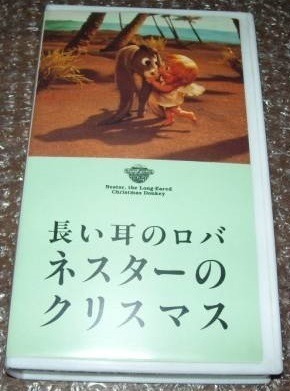 Nestor, the Long-Eared
Christmas Donkey
長い耳のロバ
ネスターの
クリスマス